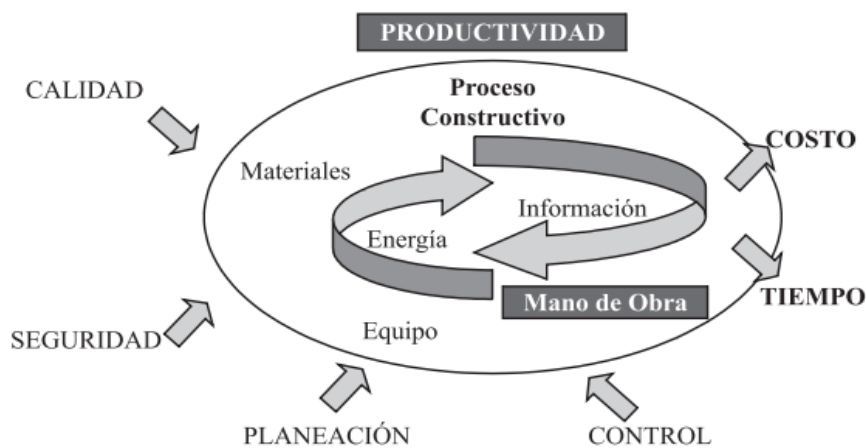 PRODUCTIVIDAD
CALIDAD
Proceso
Constructivo
COSTO
Materiales
Información
Energía
Mano de Obra
TIEMPO
Equipo
SEGURIDAD
PLANEACIÓN
CONTROL